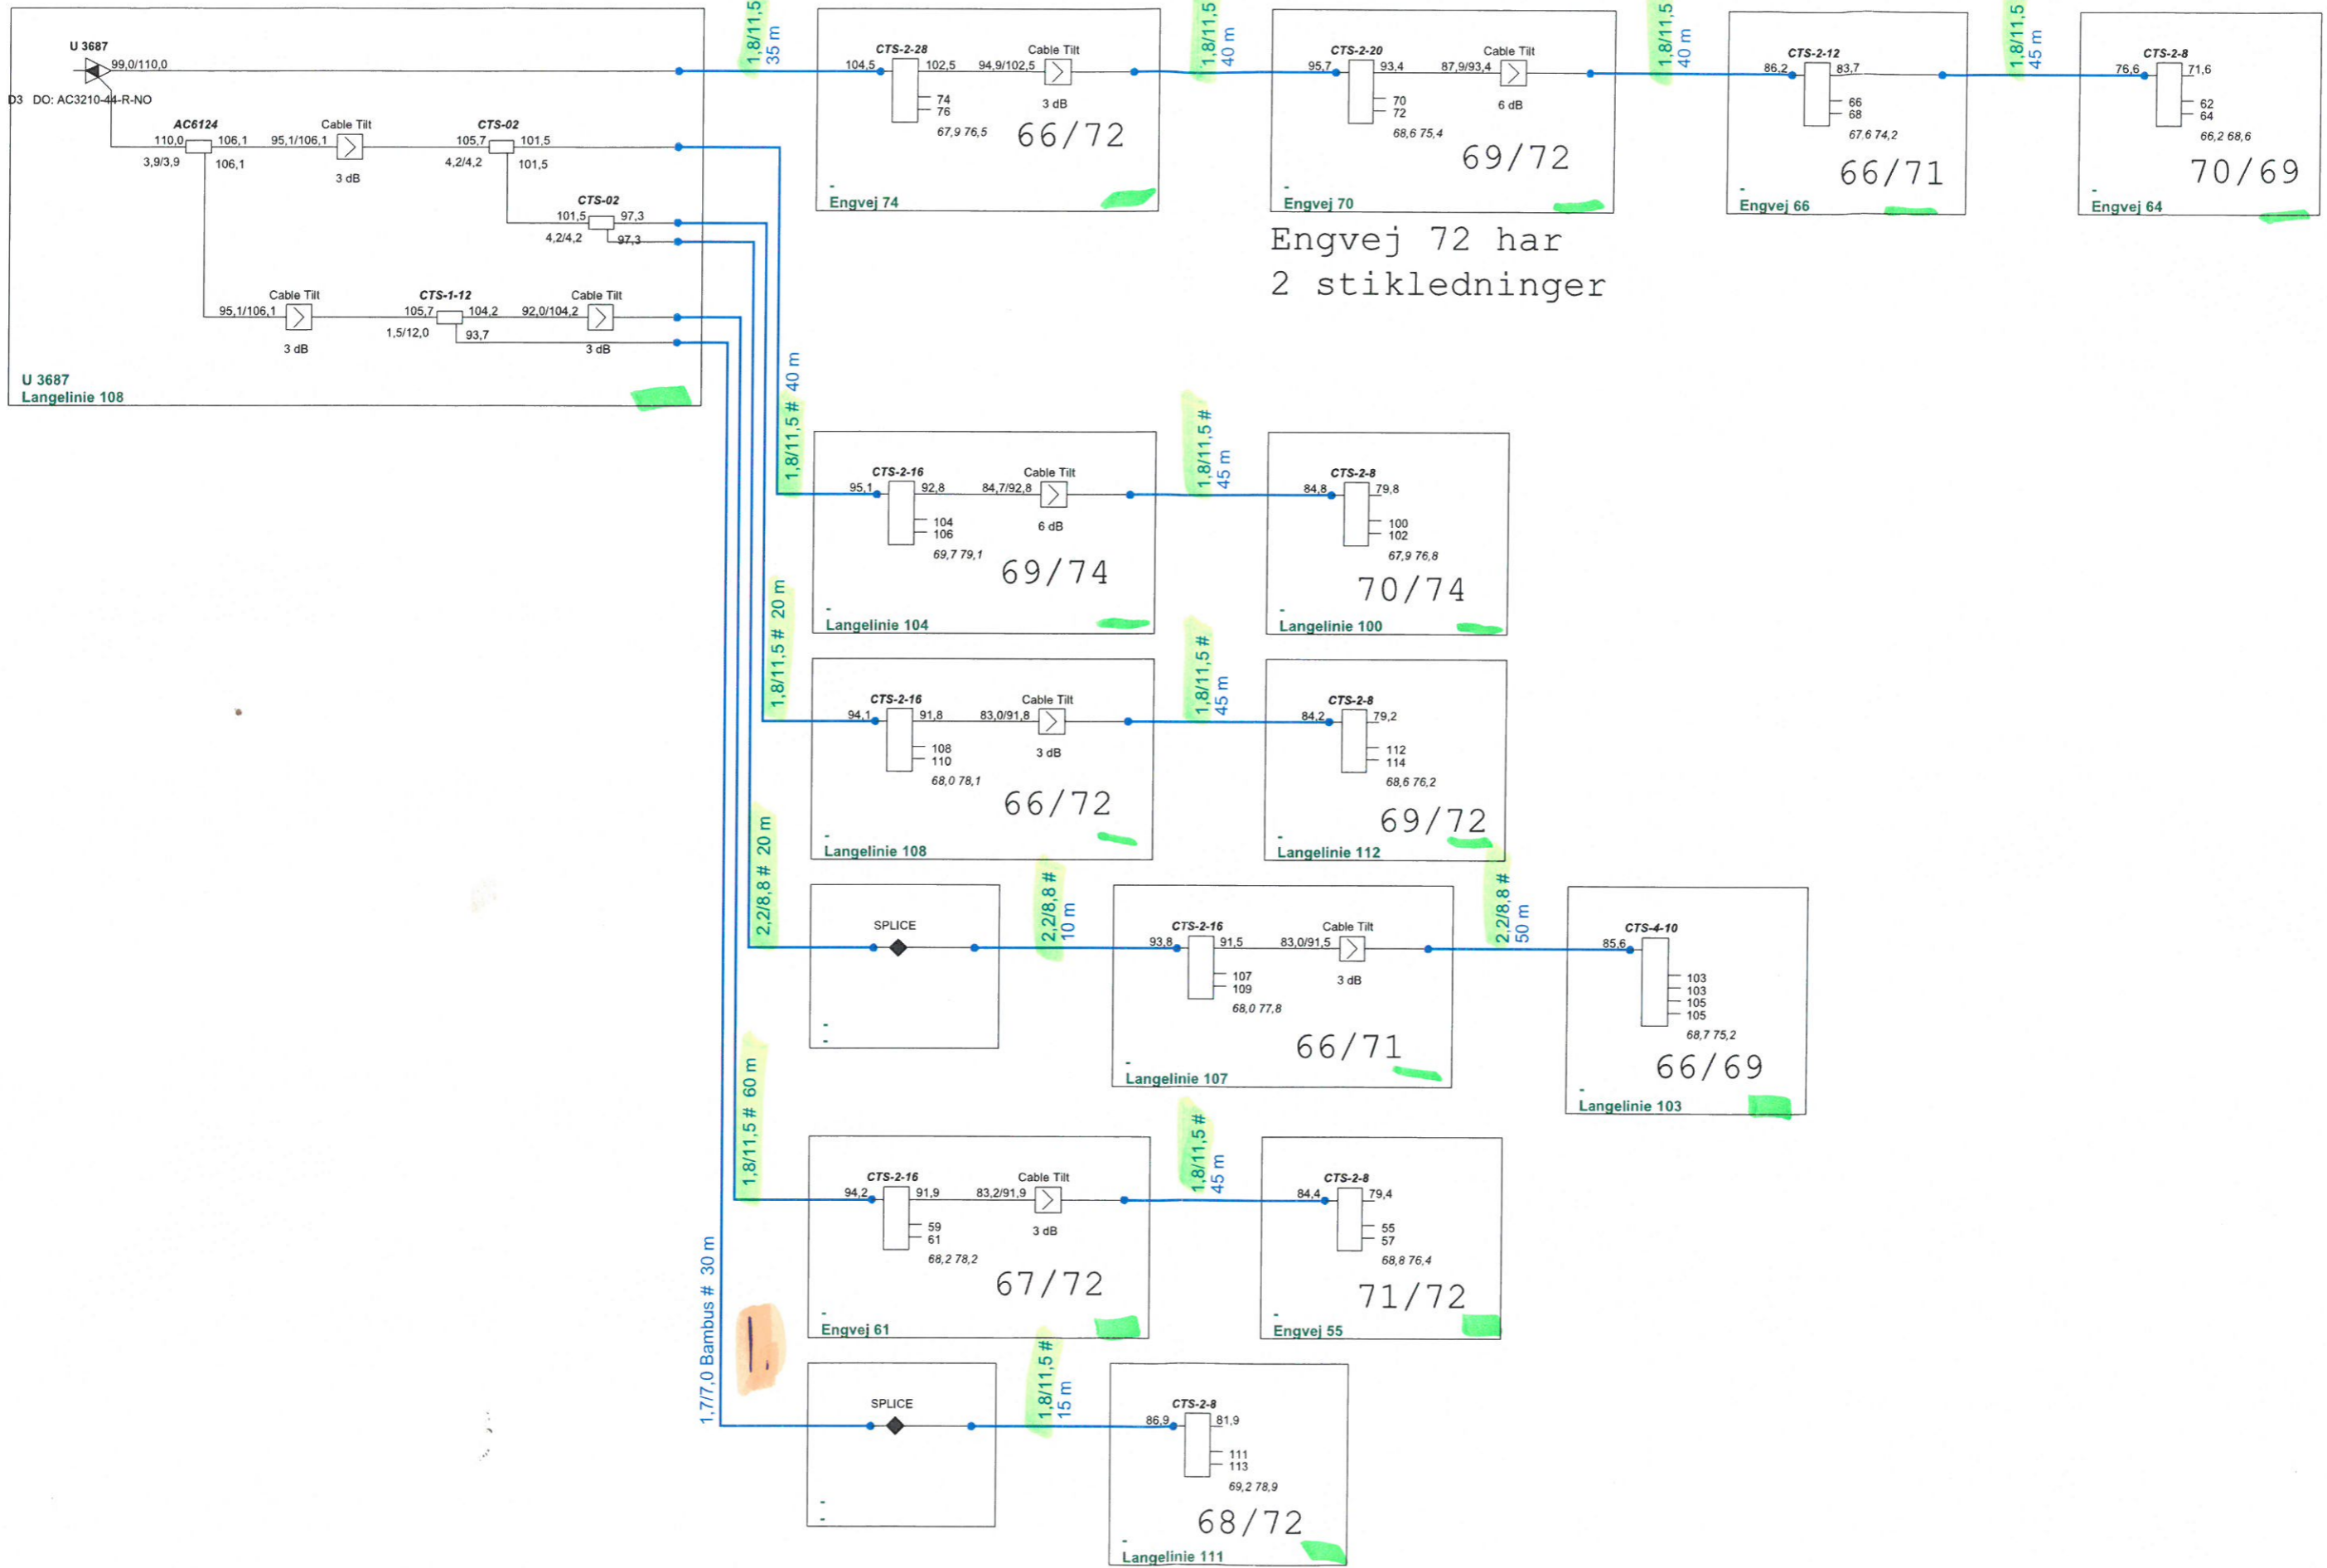 U 3687
99,0/110,0
D3 DO: AC3210-44-R-NO
AC6124
110,0 106,1
3,9/3,9 106,1
95,1/106,1
Cable Tilt
3 dB
CTS-02
105,7 101,5
4,2/4,2 101,5
CTS-02
101,5 97,3
4,2/4,2 97,3
95,1/106,1
Cable Tilt
3 dB
CTS-1-12
105,7 104,2
1,5/12,0 93,7
92,0/104,2
Cable Tilt
3 dB
U 3687
Langelinie 108
1,8/11,5
35 m
CTS-2-28
104,5 102,5
74
76
67,9 76,5
94,9/102,5
Cable Tilt
3 dB
66/72
-
Engvej 74
1,8/11,5
40 m
CTS-2-20
95,7 93,4
70
72
68,6 75,4
87,9/93,4
Cable Tilt
6 dB
69/72
-
Engvej 70
Engvej 72 har
2 stikledninger
1,8/11,5
40 m
CTS-2-12
86,2 83,7
66
68
67,6 74,2
66/71
-
Engvej 66
1,8/11,5
45 m
CTS-2-8
76,6 71,6
62
64
66,2 68,6
70/69
-
Engvej 64
1,8/11,5 # 40 m
CTS-2-16
95,1 92,8
104
106
69,7 79,1
84,7/92,8
Cable Tilt
6 dB
69/74
-
Langelinie 104
1,8/11,5 #
45 m
CTS-2-8
84,8 79,8
100
102
67,9 76,8
70/74
-
Langelinie 100
1,8/11,5 # 20 m
CTS-2-16
94,1 91,8
108
110
68,0 78,1
83,0/91,8
Cable Tilt
3 dB
66/72
-
Langelinie 108
1,8/11,5 #
45 m
CTS-2-8
84,2 79,2
112
114
68,6 76,2
69/72
-
Langelinie 112
2,2/8,8 # 20 m
SPLICE
-
-
2,2/8,8 #
10 m
CTS-2-16
93,8 91,5
107
109
68,0 77,8
83,0/91,5
Cable Tilt
3 dB
66/71
-
Langelinie 107
2,2/8,8 #
50 m
CTS-4-10
85,6
103
103
105
105
68,7 75,2
66/69
-
Langelinie 103
1,8/11,5 # 60 m
CTS-2-16
94,2 91,9
59
61
68,2 78,2
83,2/91,9
Cable Tilt
3 dB
67/72
-
Engvej 61
1,8/11,5 #
45 m
CTS-2-8
84,4 79,4
55
57
68,8 76,4
71/72
-
Engvej 55
1,7/7,0 Bambus # 30 m
SPLICE
-
-
1,8/11,5 #
15 m
CTS-2-8
86,9 81,9
111
113
69,2 78,9
68/72
-
Langelinie 111